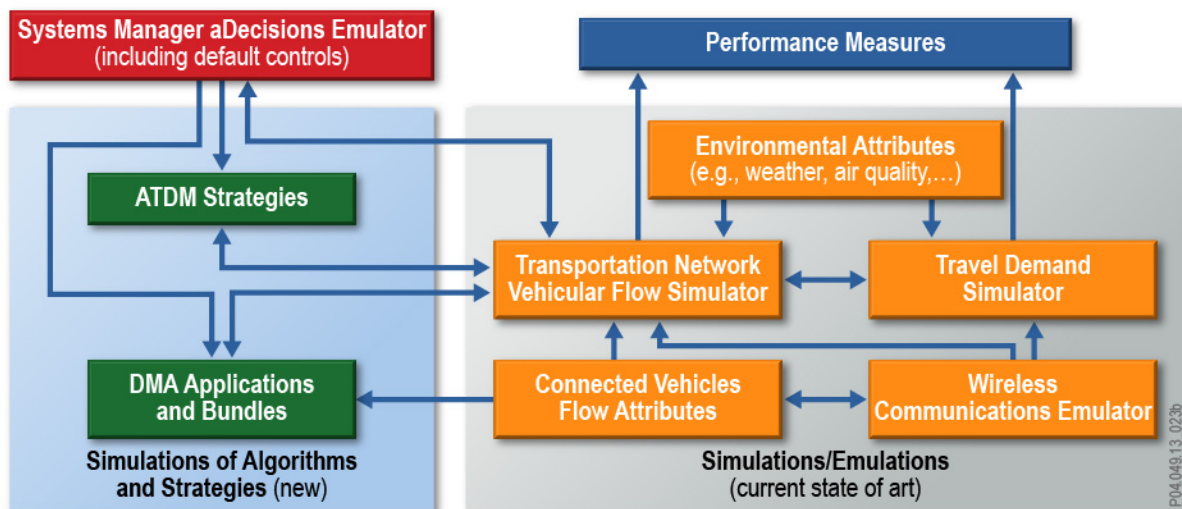 Systems Manager aDecisions Emulator
(including default controls)
Performance Measures
Environmental Attributes
(e.g., weather, air quality,...)
ATDM Strategies
Transportation Network
Vehicular Flow Simulator
Travel Demand
Simulator
DMA Applications
and Bundles
Connected Vehicles
Flow Attributes
Wireless
Communications Emulator
Simulations of Algorithms
and Strategies (new)
Simulations/Emulations
(current state of art)
P04.049.13_023b